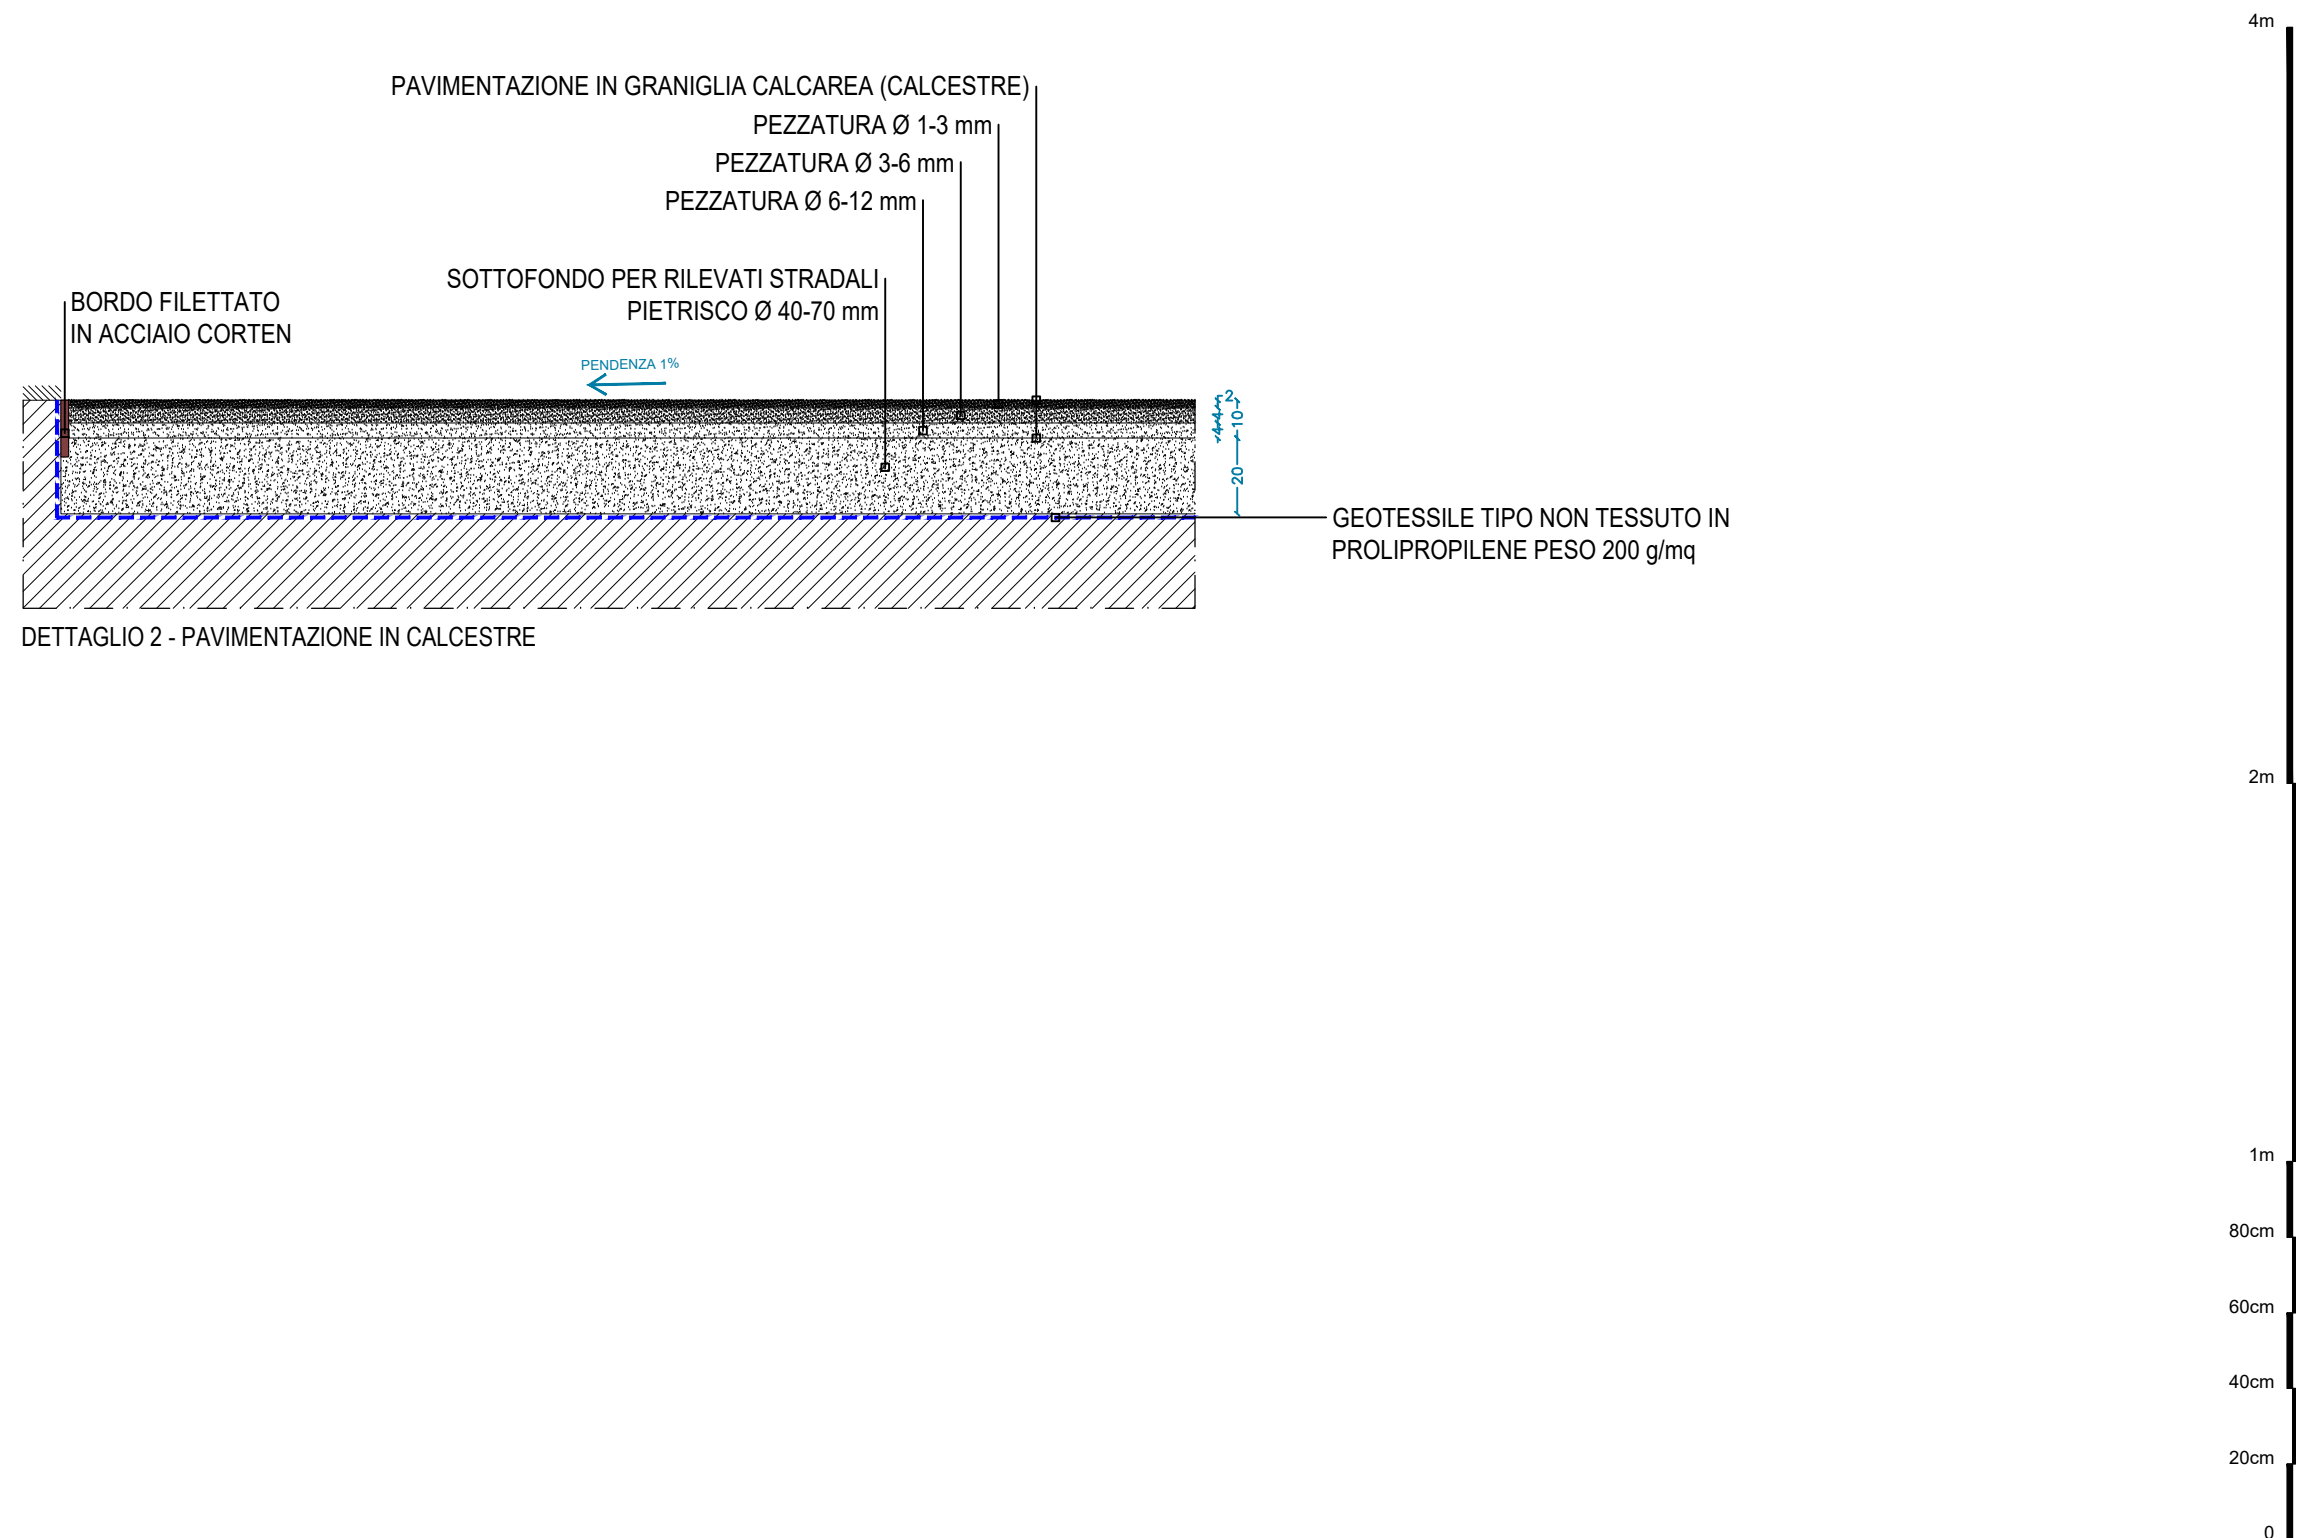 4m
PAVIMENTAZIONE IN GRANIGLIA CALCAREA (CALCESTRE)
PEZZATURA Ø 1-3 mm
PEZZATURA Ø 3-6 mm
PEZZATURA Ø 6-12 mm
SOTTOFONDO PER RILEVATI STRADALI
PIETRISCO Ø 40-70 mm
BORDO FILETTATO
IN ACCIAIO CORTEN
PENDENZA 1%
2
4
4
10
20
GEOTESSILE TIPO NON TESSUTO IN
PROLIPROPILENE PESO 200 g/mq
DETTAGLIO 2 - PAVIMENTAZIONE IN CALCESTRE
2m
1m
80cm
60cm
40cm
20cm
0